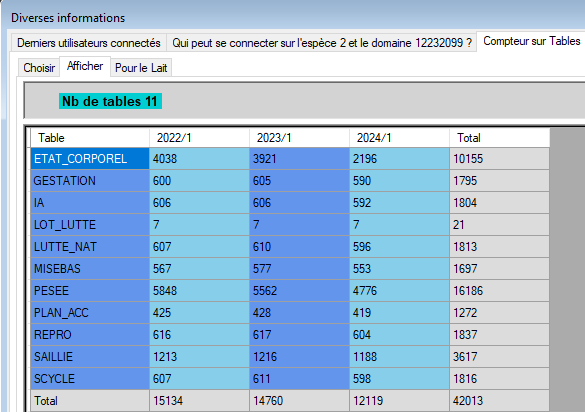 Diverses informations
Derniers utilisateurs connectés Qui peut se connecter sur l'espèce 2 et le domaine 12232099 ? Compteur sur Tables
Choisir Afficher Pour le Lait
Nb de tables 11
Table 2022/1 2023/1 2024/1 Total
ETAT_CORPOREL 4038 3921 2196 10155
GESTATION 600 605 590 1795
IA 606 606 592 1804
LOT_LUTTE 7 7 7 21
LUTTE_NAT 607 610 596 1813
MISEBAS 567 577 553 1697
PESEE 5848 5562 4776 16186
PLAN_ACC 425 428 419 1272
REPRO 616 617 604 1837
SAILLIE 1213 1216 1188 3617
SCYCLE 607 611 598 1816
Total 15134 14760 12119 42013